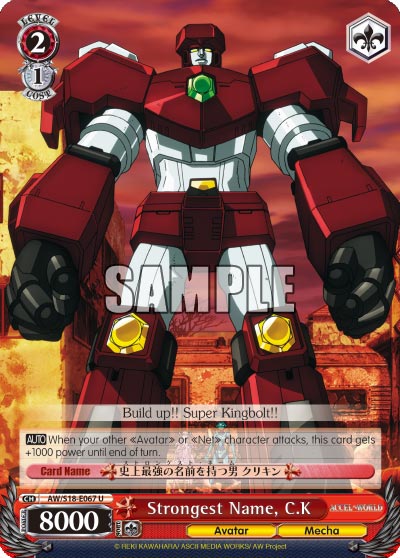 LEVEL
2
1
COST
SAMPLE
Build up!! Super Kingbolt!!
AUTO When your other «Avatar» or «Net» character attacks, this card gets
+1000 power until end of turn.
Card Name 史上最強の名前を持つ男 クリキン
CH AW/S18-E067 U
POWER 8000 SOUL Strongest Name, C.K ACCEL·WORLD
Avatar Mecha
© REKI KAWAHARA/ ASCII MEDIA WORKS/ AW Project